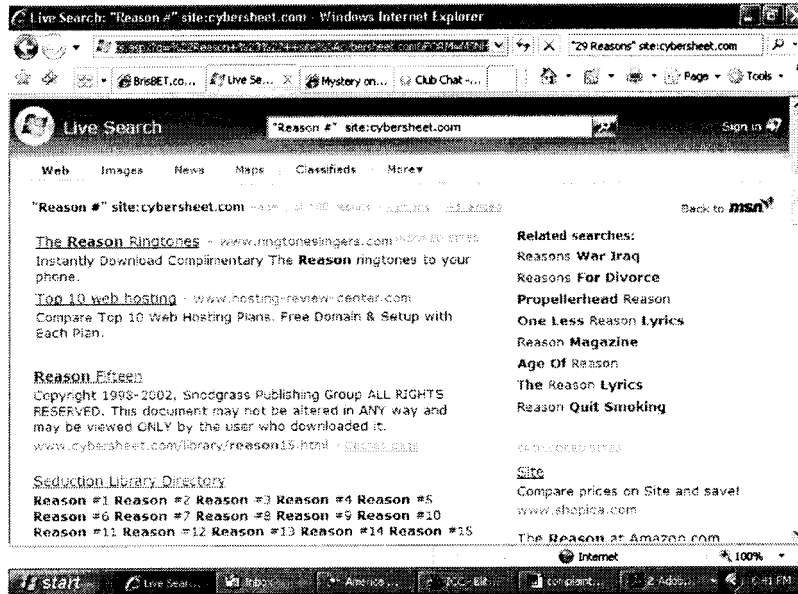 Live Search: "Reason #" site:cybersheet.com - Windows Internet Explorer
"29 Reasons" site:cybersheet.com
BrisBET.co... Live Se... Mystery on... Club Chat -... Page Tools
Live Search "Reason #" site:cybersheet.com Sign in
Web Images News Maps Classifieds More
"Reason #" site:cybersheet.com Advanced Back to msn
The Reason Ringtones - www.ringtoneslingers.com
Instantly Download Complimentary The Reason ringtones to your
phone.
Top 10 web hosting - www.hosting-review-center.com
Compare Top 10 Web Hosting Plans. Free Domain & Setup with
Each Plan.
Reason Fifteen
Copyright 1998-2002, Snodgrass Publishing Group ALL RIGHTS
RESERVED. This document may not be altered in ANY way and
may be viewed ONLY by the user who downloaded it.
www.cybersheet.com/library/reason15.html - Cached page
Seduction Library Directory
Reason #1 Reason #2 Reason #3 Reason #4 Reason #5
Reason #6 Reason #7 Reason #8 Reason #9 Reason #10
Reason #11 Reason #12 Reason #13 Reason #14 Reason #15
Related searches:
Reasons War Iraq
Reasons For Divorce
Propellerhead Reason
One Less Reason Lyrics
Reason Magazine
Age Of Reason
The Reason Lyrics
Reason Quit Smoking
SPONSORED SITES
Site
Compare prices on Site and save!
www.shopica.com
The Reason at Amazon.com
Internet 100%
start Live Sear... Inbox America ... complaint... 2 Adob... 6:41 PM